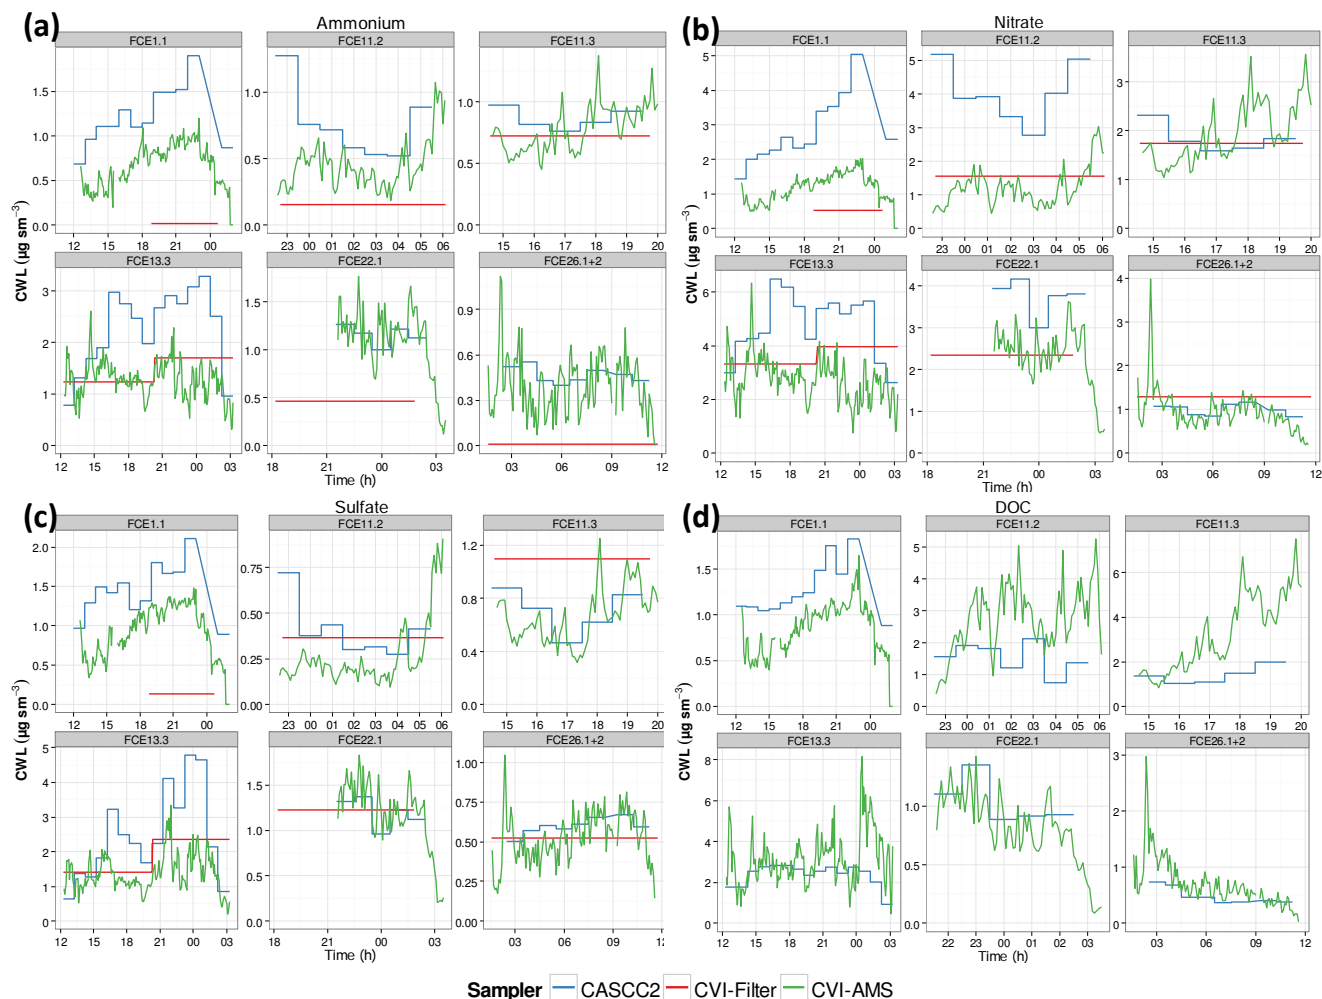 (a) Ammonium
FCE1.1 FCE11.2 FCE11.3
1.5 1.0 0.5 0.0
12 15 18 21 00
1.0 0.5 0.0
23 00 01 02 03 04 05 06
1.0 0.5 0.0
15 16 17 18 19 20
CWL (µg sm−3)
FCE13.3 FCE22.1 FCE26.1+2
3 2 1 0
12 15 18 21 00 03
1.5 1.0 0.5 0.0
18 21 00 03
0.9 0.6 0.3 0.0
03 06 09 12
Time (h)
(b) Nitrate
FCE1.1 FCE11.2 FCE11.3
5 4 3 2 1 0
12 15 18 21 00
5 4 3 2 1 0
23 00 01 02 03 04 05 06
3 2 1 0
15 16 17 18 19 20
CWL (µg sm−3)
FCE13.3 FCE22.1 FCE26.1+2
6 4 2 0
12 15 18 21 00 03
4 3 2 1 0
18 21 00 03
4 3 2 1 0
03 06 09 12
Time (h)
(c) Sulfate
FCE1.1 FCE11.2 FCE11.3
2.0 1.5 1.0 0.5 0.0
12 15 18 21 00
0.75 0.50 0.25 0.00
23 00 01 02 03 04 05 06
1.2 0.8 0.4 0.0
15 16 17 18 19 20
CWL (µg sm−3)
FCE13.3 FCE22.1 FCE26.1+2
5 4 3 2 1 0
12 15 18 21 00 03
1.5 1.0 0.5 0.0
18 21 00 03
1.00 0.75 0.50 0.25 0.00
03 06 09 12
Time (h)
(d) DOC
FCE1.1 FCE11.2 FCE11.3
1.5 1.0 0.5 0.0
12 15 18 21 00
5 4 3 2 1 0
23 00 01 02 03 04 05 06
6 4 2 0
15 16 17 18 19 20
CWL (µg sm−3)
FCE13.3 FCE22.1 FCE26.1+2
8 6 4 2 0
12 15 18 21 00 03
1.0 0.5 0.0
22 23 00 01 02 03
3 2 1 0
03 06 09 12
Time (h)
Sampler CASCC2 CVI-Filter CVI-AMS